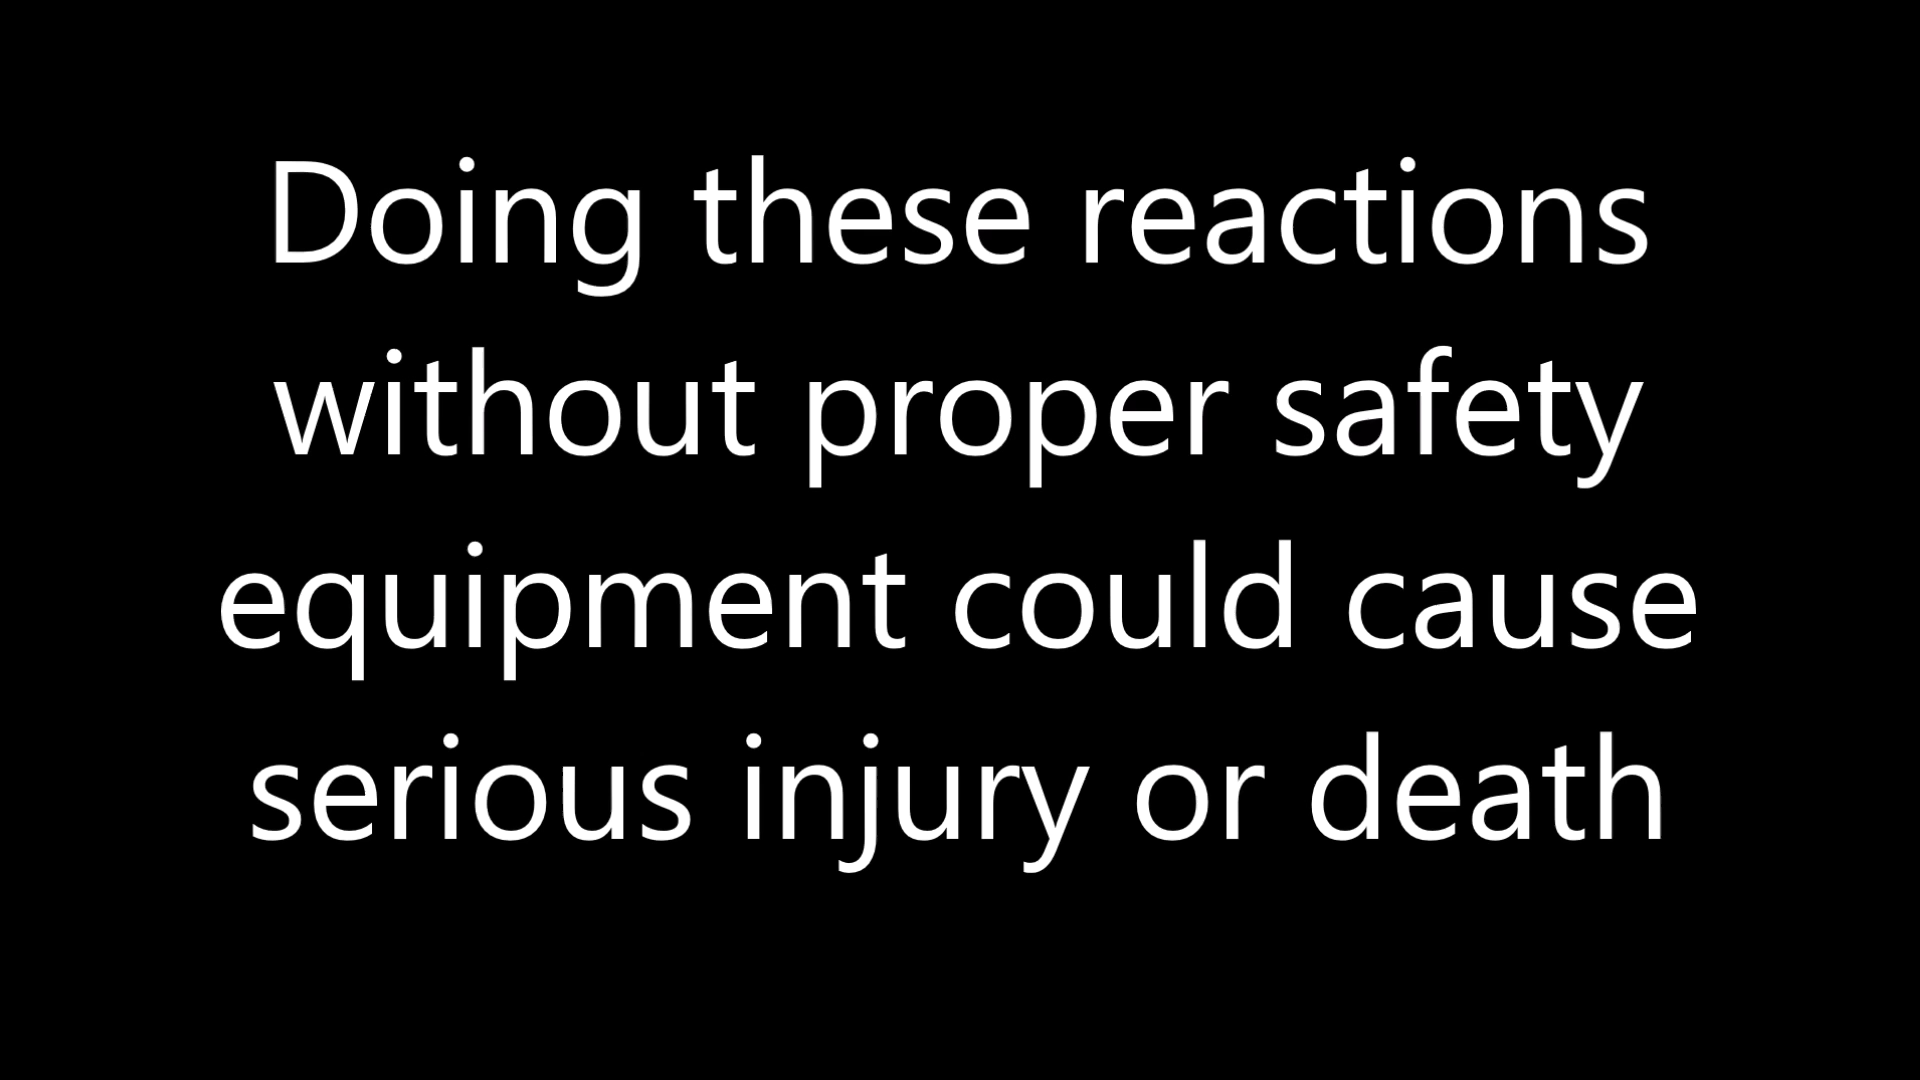 Doing these reactions
without proper safety
equipment could cause
serious injury or death